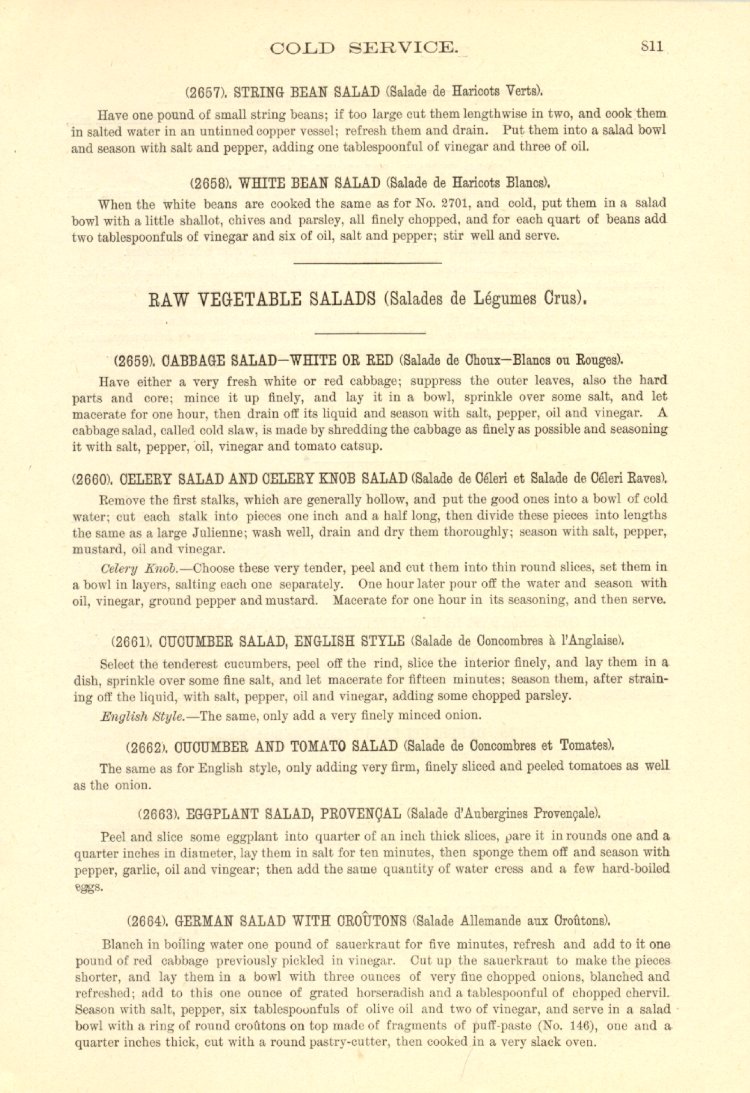 COLD SERVICE. 811
(2657). STRING BEAN SALAD (Salade de Haricots Verts).
Have one pound of small string beans; if too large cut them lengthwise in two, and cook them
in salted water in an untinned copper vessel; refresh them and drain. Put them into a salad bowl
and season with salt and pepper, adding one tablespoonful of vinegar and three of oil.
(2658). WHITE BEAN SALAD (Salade de Haricots Blancs).
When the white beans are cooked the same as for No. 2701, and cold, put them in a salad
bowl with a little shallot, chives and parsley, all finely chopped, and for each quart of beans add
two tablespoonfuls of vinegar and six of oil, salt and pepper; stir well and serve.
RAW VEGETABLE SALADS (Salades de Légumes Crus).
(2659). CABBAGE SALAD—WHITE OR RED (Salade de Choux—Blancs ou Rouges).
Have either a very fresh white or red cabbage; suppress the outer leaves, also the hard
parts and core; mince it up finely, and lay it in a bowl, sprinkle over some salt, and let
macerate for one hour, then drain off its liquid and season with salt, pepper, oil and vinegar. A
cabbage salad, called cold slaw, is made by shredding the cabbage as finely as possible and seasoning
it with salt, pepper, oil, vinegar and tomato catsup.
(2660). CELERY SALAD AND CELERY KNOB SALAD (Salade de Céleri et Salade de Céleri Raves).
Remove the first stalks, which are generally hollow, and put the good ones into a bowl of cold
water; cut each stalk into pieces one inch and a half long, then divide these pieces into lengths
the same as a large Julienne; wash well, drain and dry them thoroughly; season with salt, pepper,
mustard, oil and vinegar.
Celery Knob.—Choose these very tender, peel and cut them into thin round slices, set them in
a bowl in layers, salting each one separately. One hour later pour off the water and season with
oil, vinegar, ground pepper and mustard. Macerate for one hour in its seasoning, and then serve.
(2661). CUCUMBER SALAD, ENGLISH STYLE (Salade de Concombres à l'Anglaise).
Select the tenderest cucumbers, peel off the rind, slice the interior finely, and lay them in a
dish, sprinkle over some fine salt, and let macerate for fifteen minutes; season them, after strain-
ing off the liquid, with salt, pepper, oil and vinegar, adding some chopped parsley.
English Style.—The same, only add a very finely minced onion.
(2662). CUCUMBER AND TOMATO SALAD (Salade de Concombres et Tomates).
The same as for English style, only adding very firm, finely sliced and peeled tomatoes as well
as the onion.
(2663). EGGPLANT SALAD, PROVENÇAL (Salade d'Aubergines Provençale).
Peel and slice some eggplant into quarter of an inch thick slices, pare it in rounds one and a
quarter inches in diameter, lay them in salt for ten minutes, then sponge them off and season with
pepper, garlic, oil and vingear; then add the same quantity of water cress and a few hard-boiled
eggs.
(2664). GERMAN SALAD WITH CROÛTONS (Salade Allemande aux Croûtons).
Blanch in boiling water one pound of sauerkraut for five minutes, refresh and add to it one
pound of red cabbage previously pickled in vinegar. Cut up the sauerkraut to make the pieces
shorter, and lay them in a bowl with three ounces of very fine chopped onions, blanched and
refreshed; add to this one ounce of grated horseradish and a tablespoonful of chopped chervil.
Season with salt, pepper, six tablespoonfuls of olive oil and two of vinegar, and serve in a salad
bowl with a ring of round croûtons on top made of fragments of puff-paste (No. 146), one and a
quarter inches thick, cut with a round pastry-cutter, then cooked in a very slack oven.